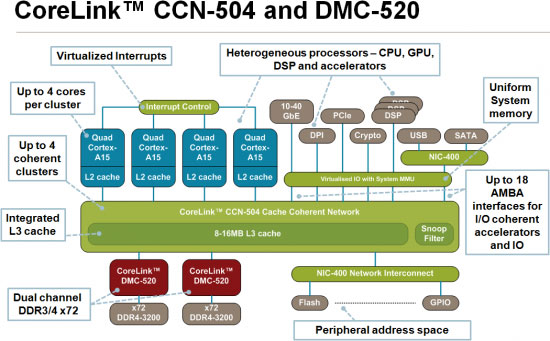 CoreLink™ CCN-504 and DMC-520
Virtualized Interrupts
Heterogeneous processors – CPU, GPU,
DSP and accelerators
Up to 4 cores
per cluster
Uniform
System
memory
Interrupt Control
10-40
GbE
PCIe
DSP
DSP
DSP
DPI
Crypto
USB
SATA
Quad
Cortex-
A15
Quad
Cortex-
A15
Quad
Cortex-
A15
Quad
Cortex-
A15
NIC-400
Up to 4
coherent
clusters
L2 cache
L2 cache
L2 cache
L2 cache
Virtualised IO with System MMU
Up to 18
AMBA
interfaces for
I/O coherent
accelerators
and IO
CoreLink™ CCN-504 Cache Coherent Network
Integrated
L3 cache
8-16MB L3 cache
Snoop
Filter
CoreLink™
DMC-520
CoreLink™
DMC-520
NIC-400 Network Interconnect
Dual channel
DDR3/4 x72
x72
DDR4-3200
x72
DDR4-3200
Flash
GPIO
Peripheral address space